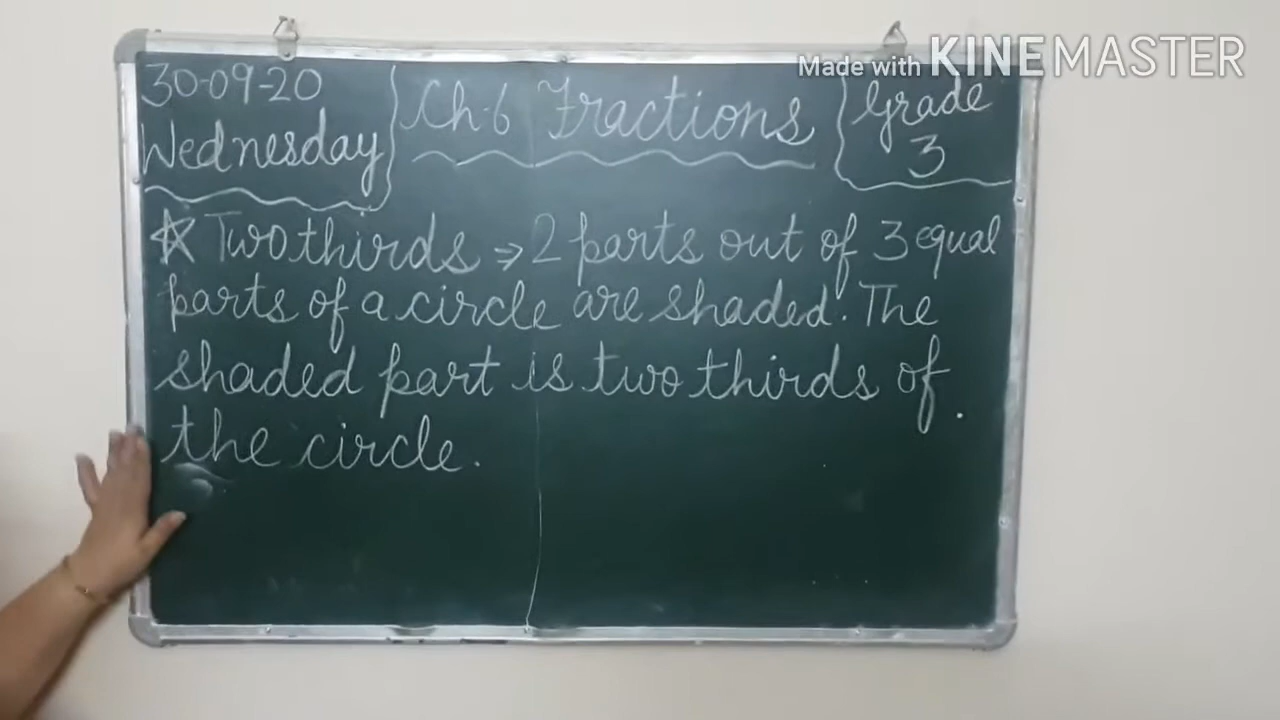 Made with KINEMASTER
30-09-20
Wednesday
Ch-6 Fractions
Grade
3
☆ Two thirds ⇒ 2 parts out of 3 equal
parts of a circle are shaded. The
shaded part is two thirds of
the circle.